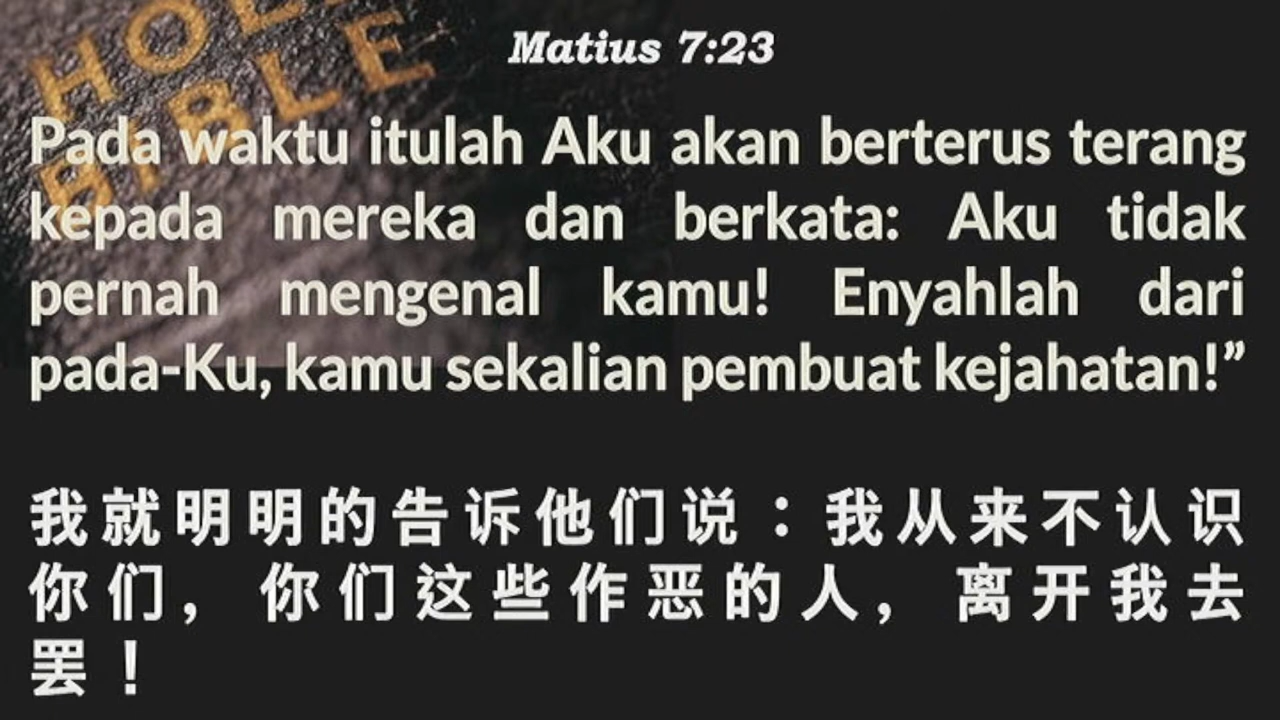 HOLY
BIBLE
Matius 7:23
Pada waktu itulah Aku akan berterus terang
kepada mereka dan berkata: Aku tidak
pernah mengenal kamu! Enyahlah dari
pada-Ku, kamu sekalian pembuat kejahatan!”
我就明明的告诉他们说：我从来不认识
你们，你们这些作恶的人，离开我去
罢！